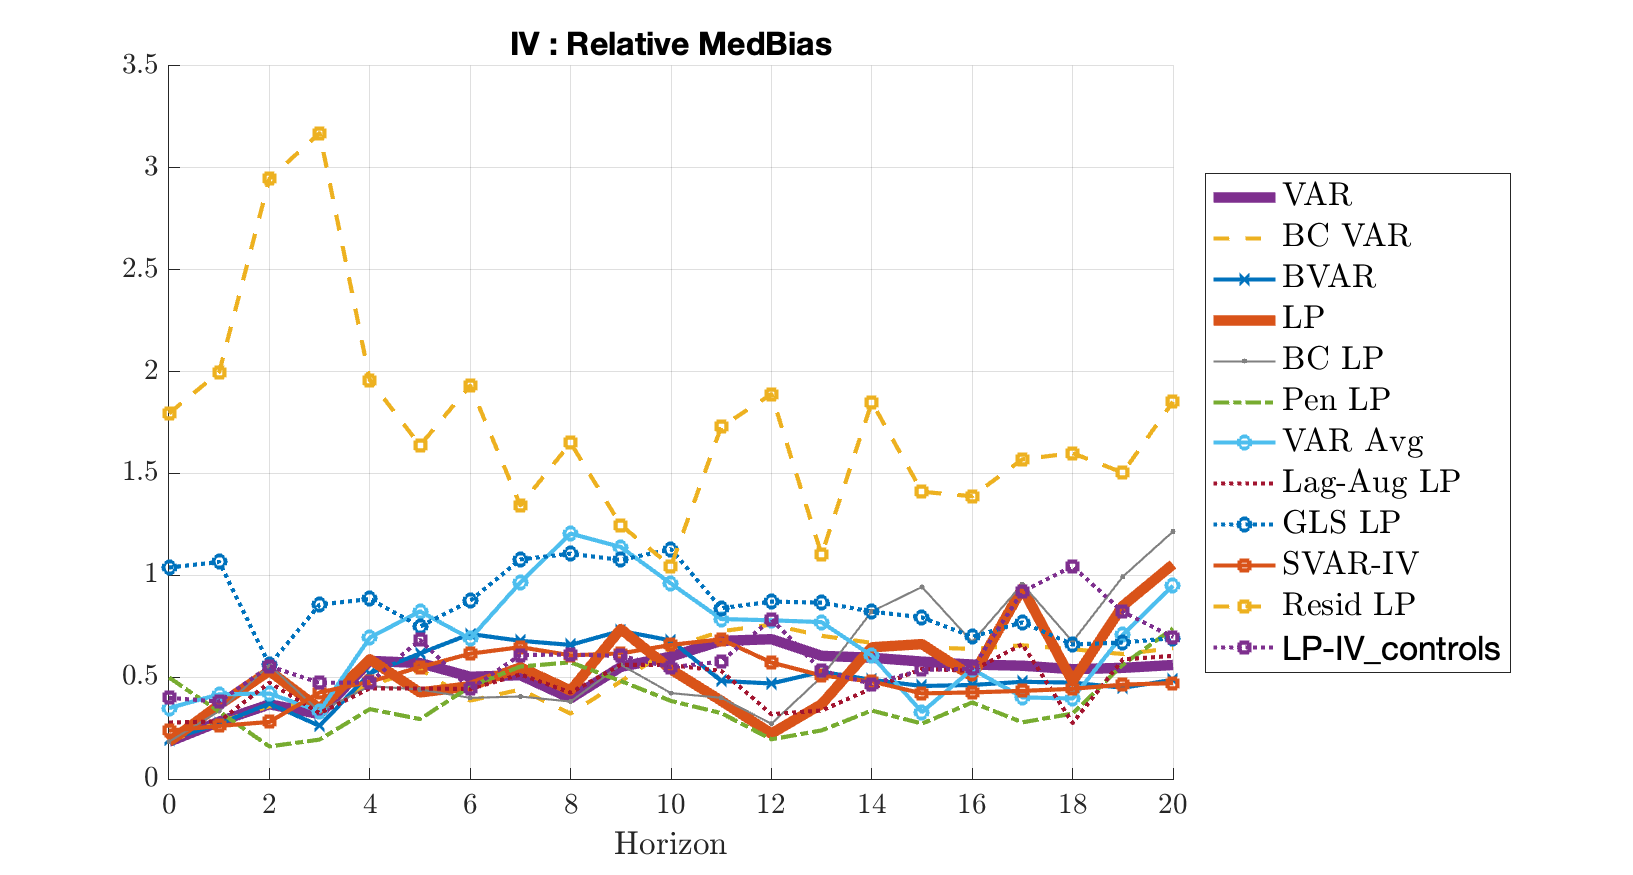 IV : Relative MedBias
3.5
3
2.5
2
1.5
1
0.5
0
0 2 4 6 8 10 12 14 16 18 20
Horizon
VAR
BC VAR
BVAR
LP
BC LP
Pen LP
VAR Avg
Lag-Aug LP
GLS LP
SVAR-IV
Resid LP
LP-IV_controls